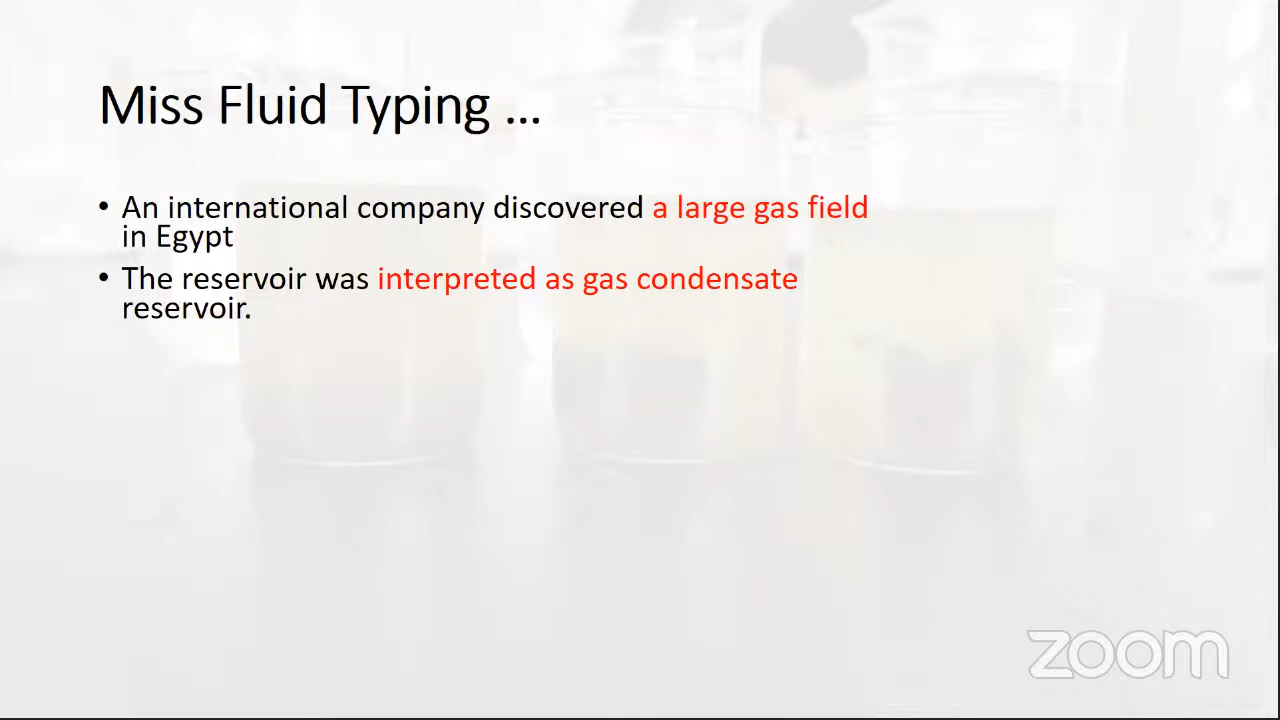 Miss Fluid Typing ...
• An international company discovered a large gas field
in Egypt
• The reservoir was interpreted as gas condensate
reservoir.
zoom